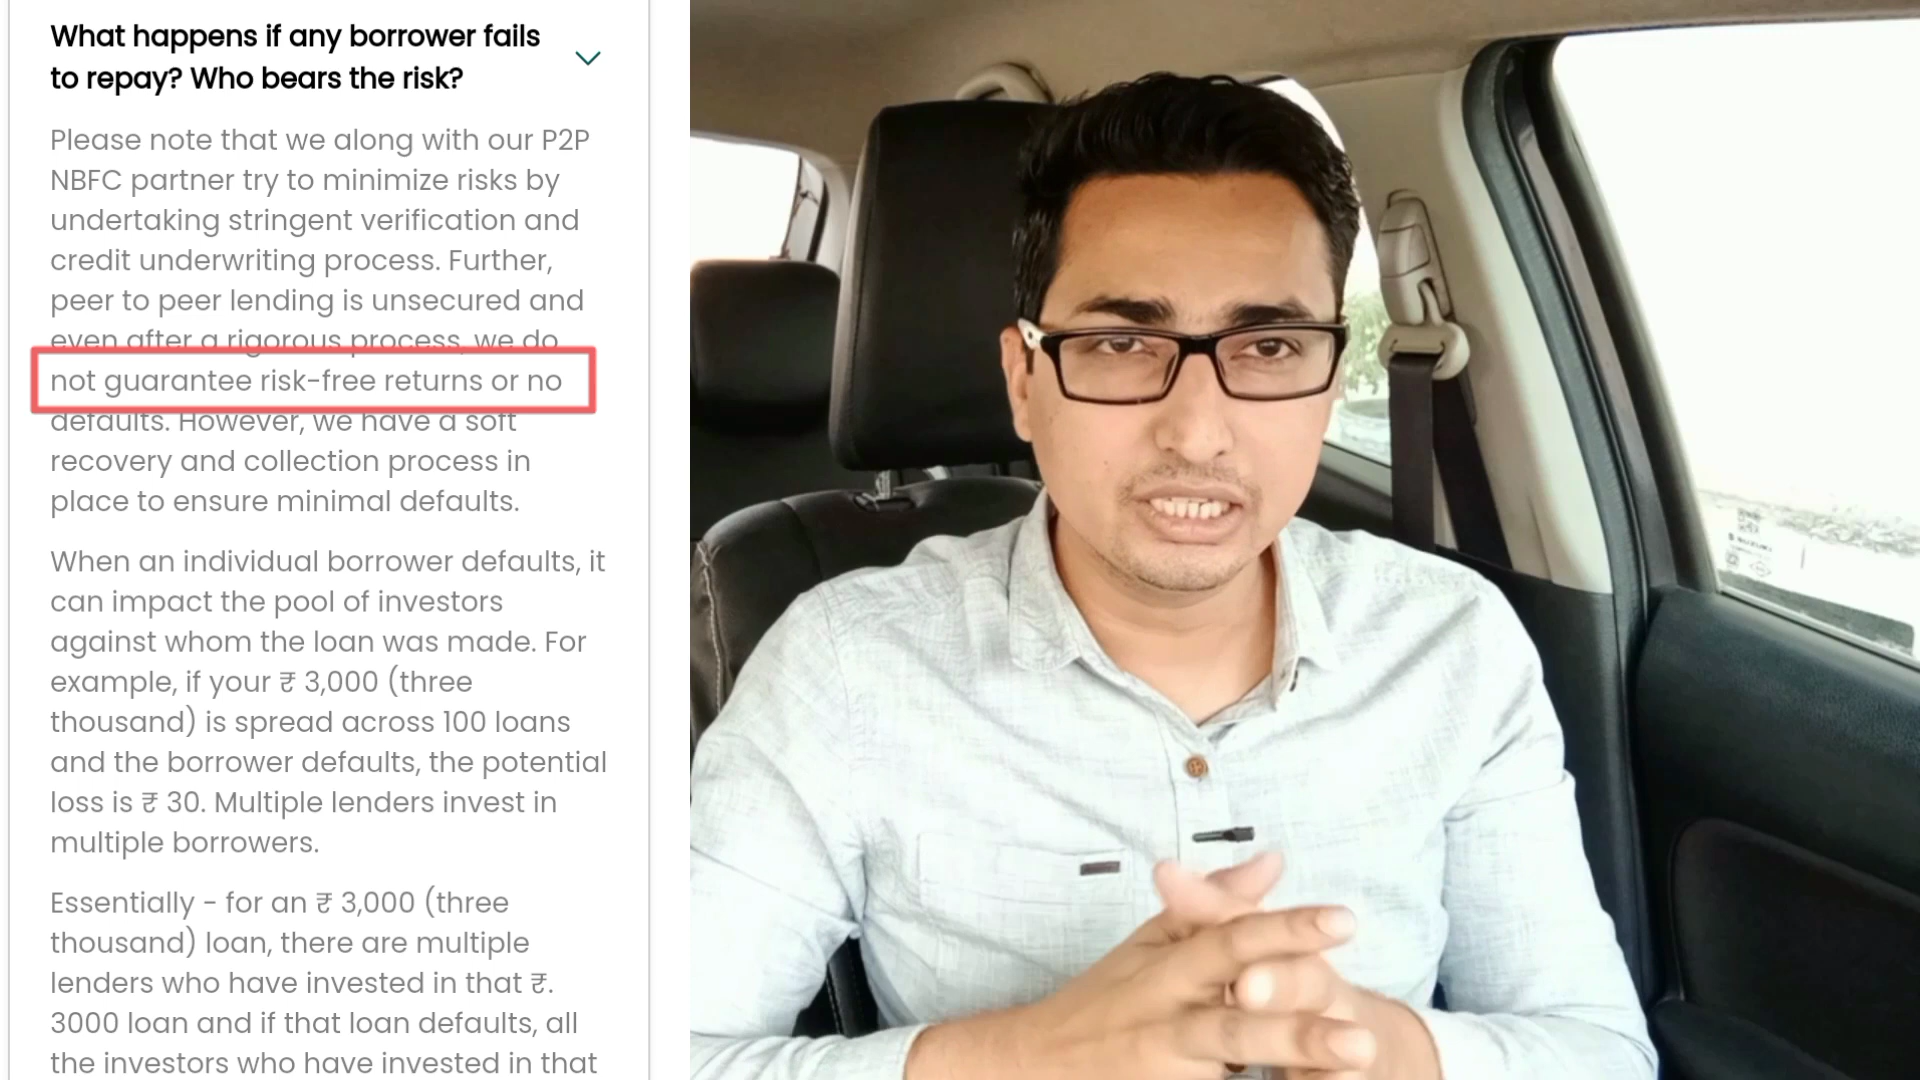 What happens if any borrower fails
to repay? Who bears the risk?
Please note that we along with our P2P
NBFC partner try to minimize risks by
undertaking stringent verification and
credit underwriting process. Further,
peer to peer lending is unsecured and
even after a rigorous process, we do
not guarantee risk-free returns or no
defaults. However, we have a soft
recovery and collection process in
place to ensure minimal defaults.
When an individual borrower defaults, it
can impact the pool of investors
against whom the loan was made. For
example, if your ₹ 3,000 (three
thousand) is spread across 100 loans
and the borrower defaults, the potential
loss is ₹ 30. Multiple lenders invest in
multiple borrowers.
Essentially - for an ₹ 3,000 (three
thousand) loan, there are multiple
lenders who have invested in that ₹.
3000 loan and if that loan defaults, all
the investors who have invested in that